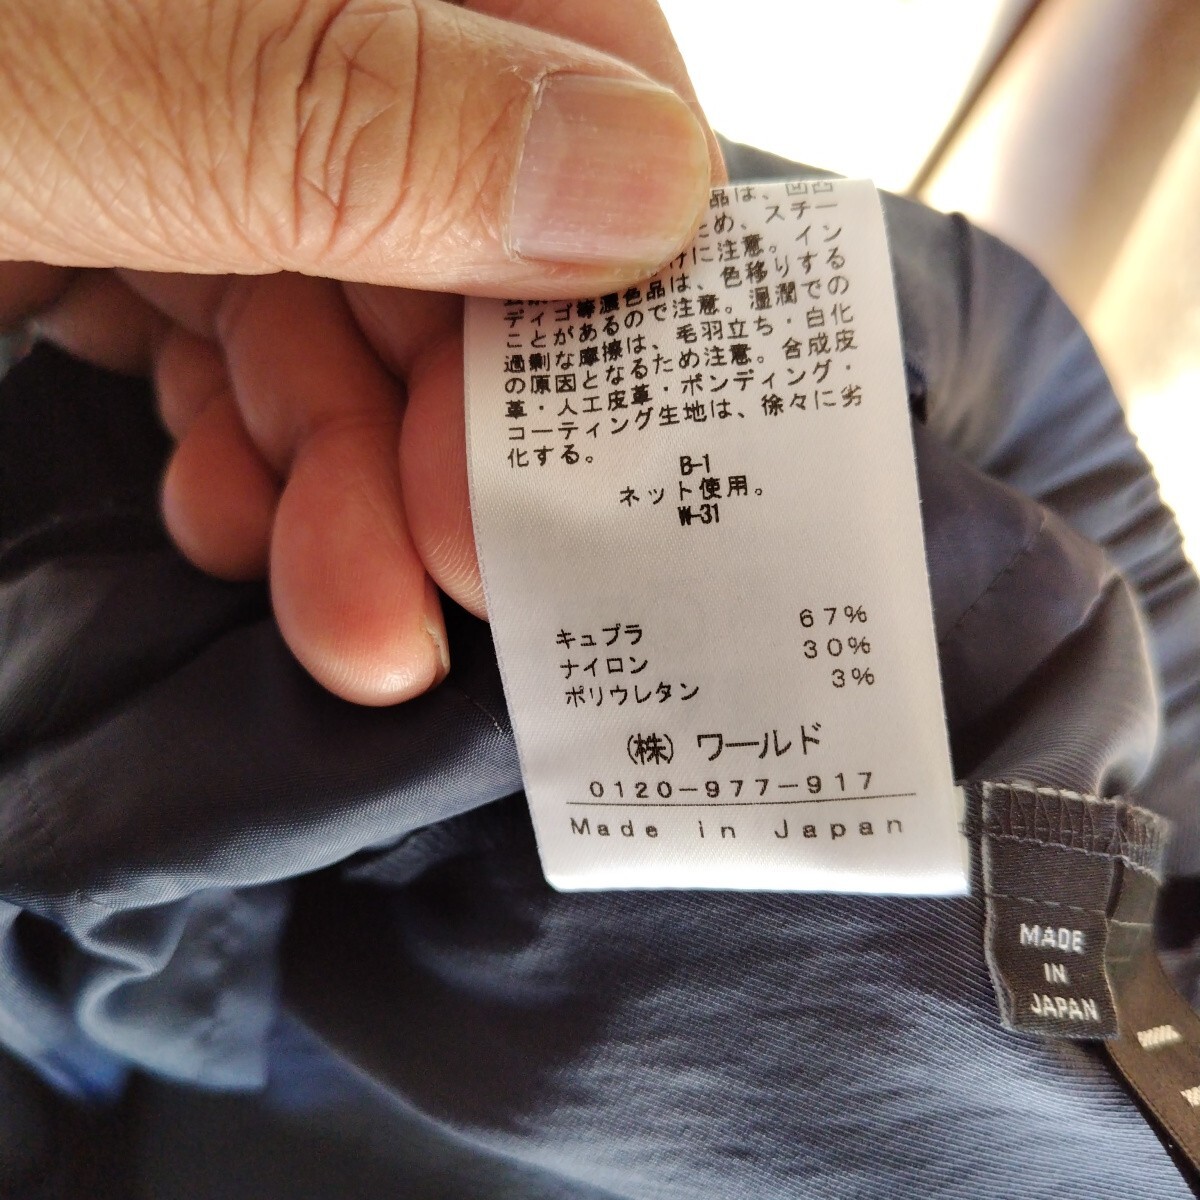 品は、凹凸
ため、スチー
けに注意。イン
ディゴ等濃色品は、色移りする
ことがあるので注意。湿潤での
過剰な摩擦は、毛羽立ち・白化
の原因となるため注意。合成皮
革・人工皮革・ボンディング・
コーティング生地は、徐々に劣
化する。
B-1
ネット使用。
W-31
キュプラ 67%
ナイロン 30%
ポリウレタン 3%
(株) ワールド
0120-977-917
Made in Japan
MADE
IN
JAPAN